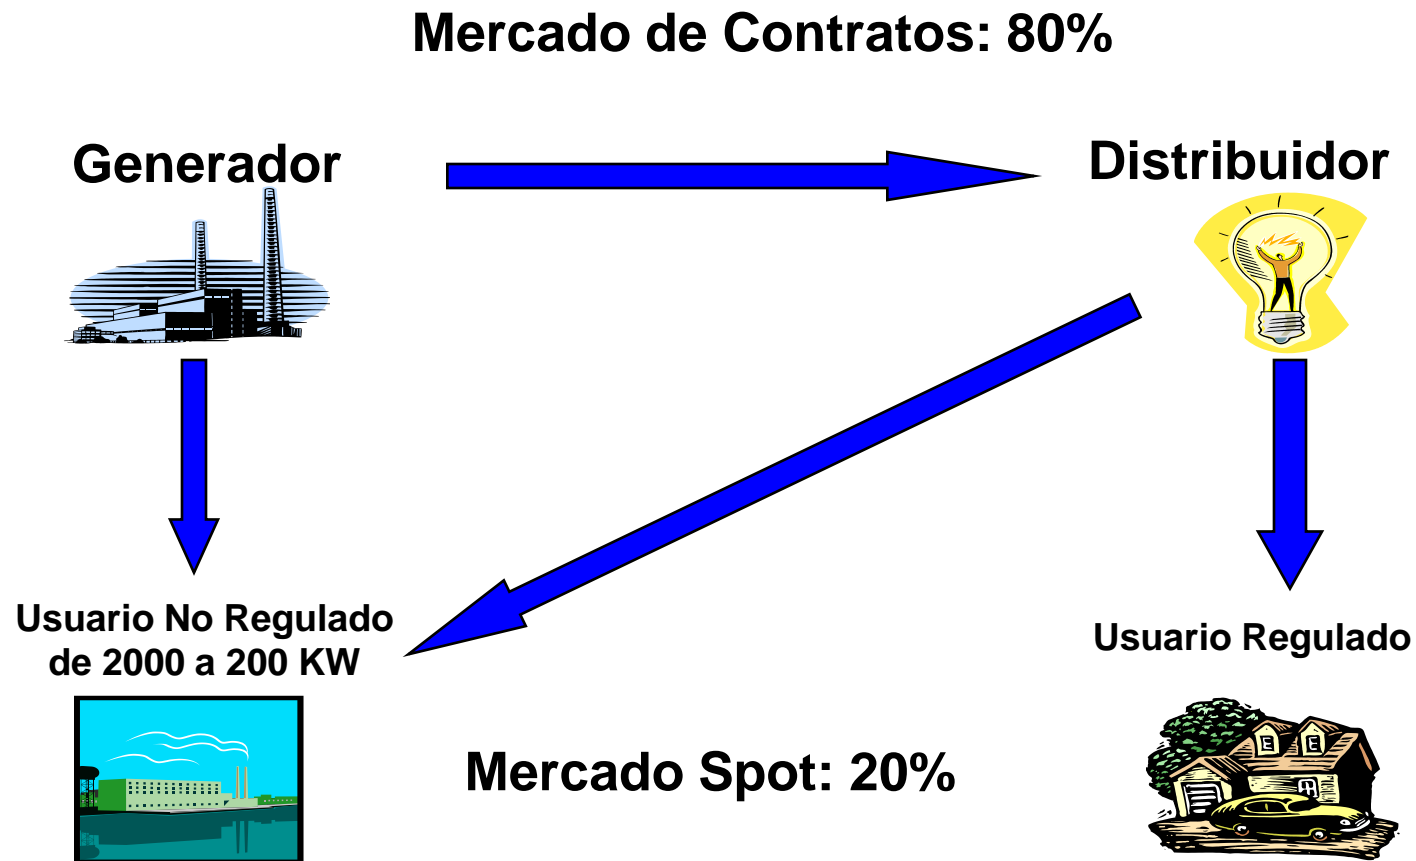 Mercado de Contratos: 80%
Generador
Distribuidor
Usuario No Regulado
de 2000 a 200 KW
Usuario Regulado
Mercado Spot: 20%